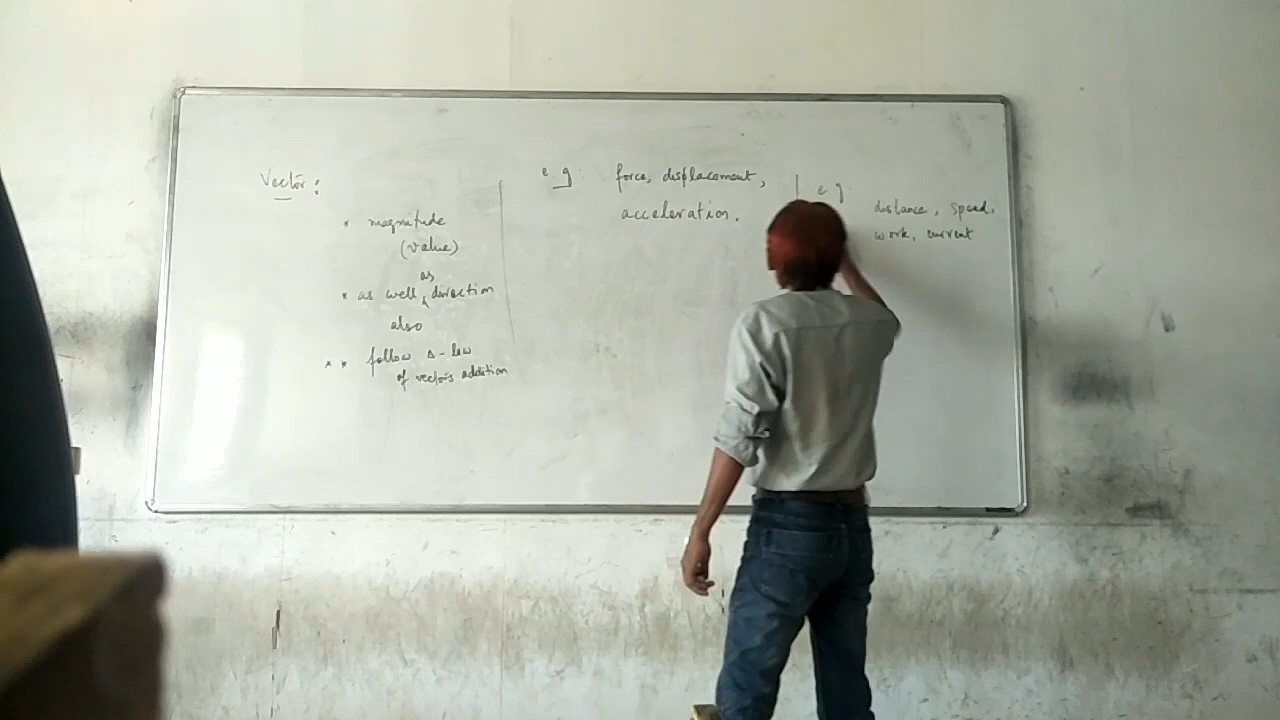 Vector :
* magnitude
(value)
as
* as well direction
also
* * follow Δ-law
of vectors addition
e g: force, displacement,
acceleration.
e g
distance, speed,
work, current